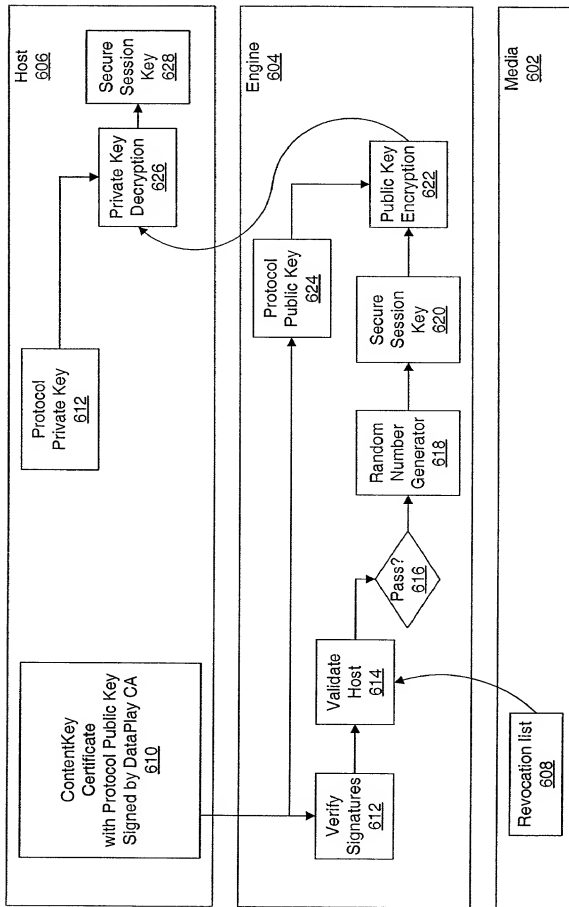 Host
606
ContentKey
Certificate
with Protocol Public Key
Signed by DataPlay CA
610
Protocol
Private Key
612
Private Key
Decryption
626
Secure
Session
Key
628
Engine
604
Verify
Signatures
612
Validate
Host
614
Pass?
616
Random
Number
Generator
618
Secure
Session
Key
620
Protocol
Public Key
624
Public Key
Encryption
622
Media
602
Revocation list
608